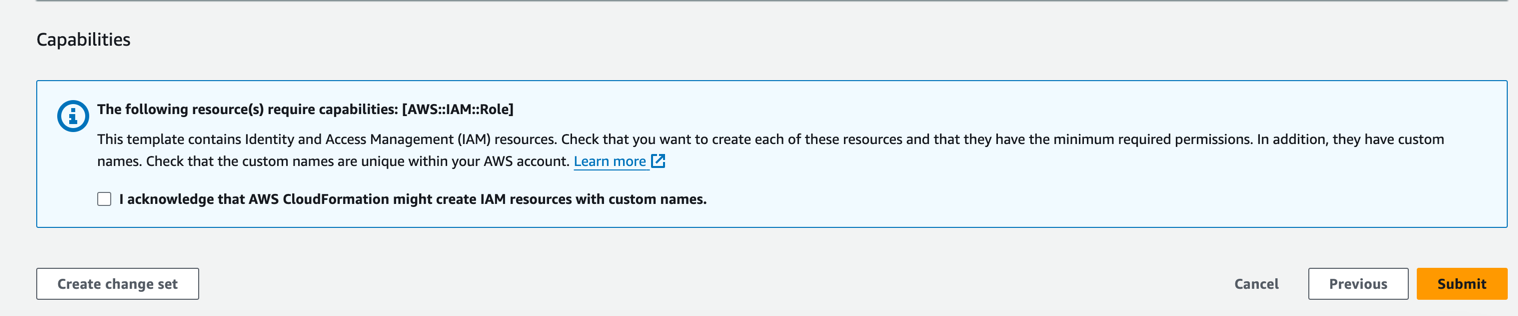 Capabilities
The following resource(s) require capabilities: [AWS::IAM::Role]
This template contains Identity and Access Management (IAM) resources. Check that you want to create each of these resources and that they have the minimum required permissions. In addition, they have custom
names. Check that the custom names are unique within your AWS account. Learn more
I acknowledge that AWS CloudFormation might create IAM resources with custom names.
Create change set
Cancel
Previous
Submit